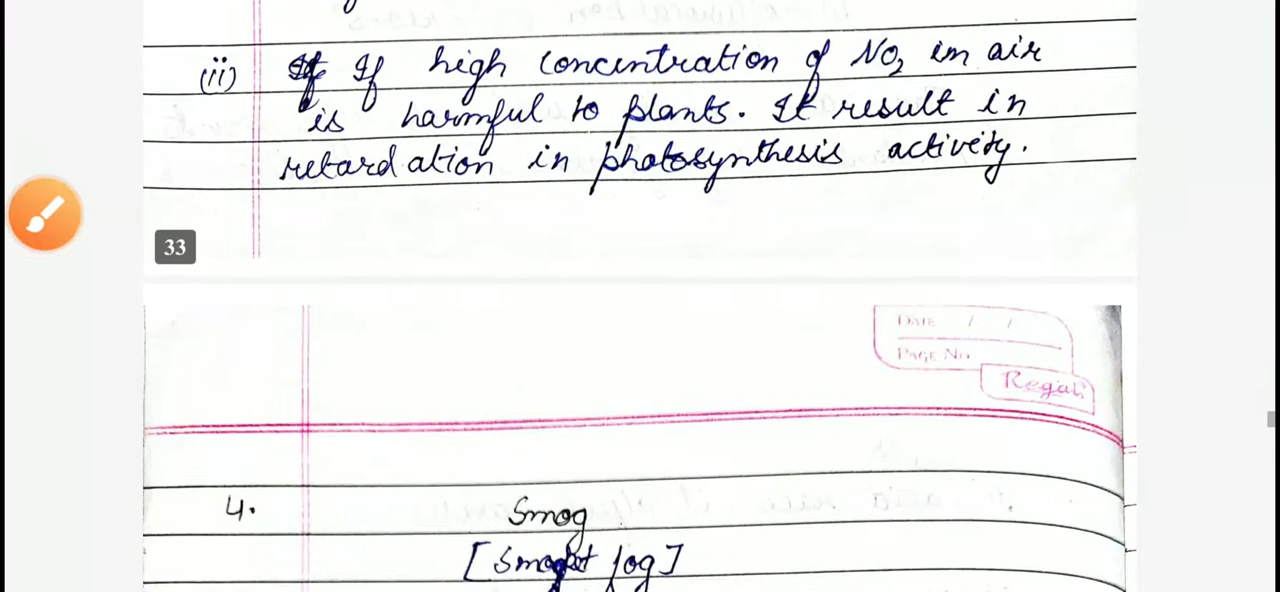 (ii) If high concentration of NO₂ in air
is harmful to plants. It result in
retardation in photosynthesis activity.
33
DATE / /
PAGE No
Regal
4. Smog
fog]